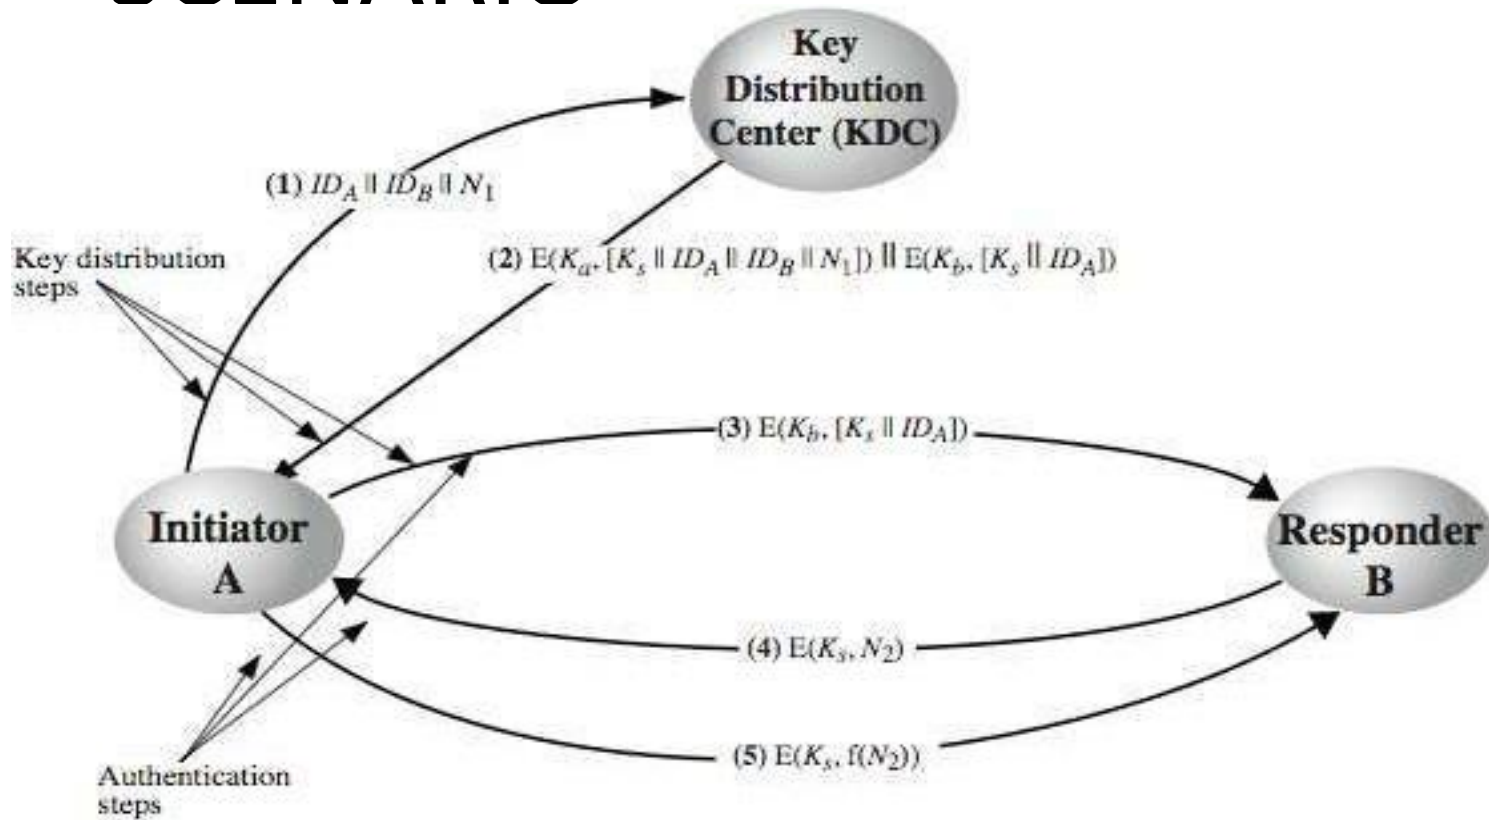 Key
Distribution
Center (KDC)
(1) ID_A || ID_B || N_1
Key distribution
steps
(2) E(K_a, [K_s || ID_A || ID_B || N_1]) || E(K_b, [K_s || ID_A])
(3) E(K_b, [K_s || ID_A])
Initiator
A
Responder
B
(4) E(K_s, N_2)
(5) E(K_s, f(N_2))
Authentication
steps